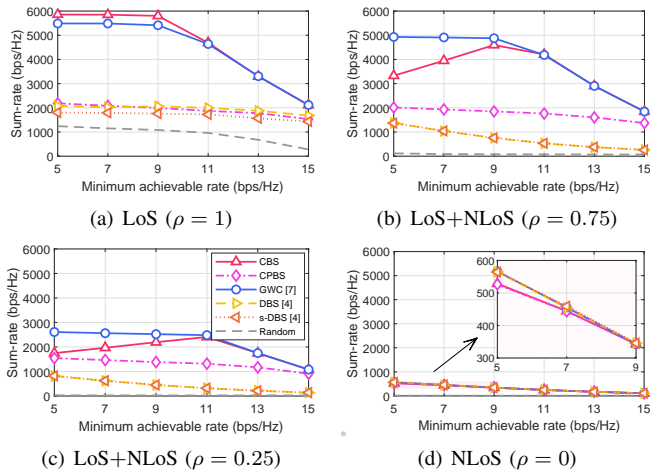 6000
5000
4000
3000
2000
1000
0
Sum-rate (bps/Hz)
5 7 9 11 13 15
Minimum achievable rate (bps/Hz)
(a) LoS (ρ = 1)
6000
5000
4000
3000
2000
1000
0
Sum-rate (bps/Hz)
5 7 9 11 13 15
Minimum achievable rate (bps/Hz)
(b) LoS+NLoS (ρ = 0.75)
6000
5000
4000
3000
2000
1000
0
Sum-rate (bps/Hz)
CBS
CPBS
GWC [7]
DBS [4]
s-DBS [4]
Random
5 7 9 11 13 15
Minimum achievable rate (bps/Hz)
(c) LoS+NLoS (ρ = 0.25)
6000
5000
4000
3000
2000
1000
0
Sum-rate (bps/Hz)
600
500
400
300
5 7 9
5 7 9 11 13 15
Minimum achievable rate (bps/Hz)
(d) NLoS (ρ = 0)